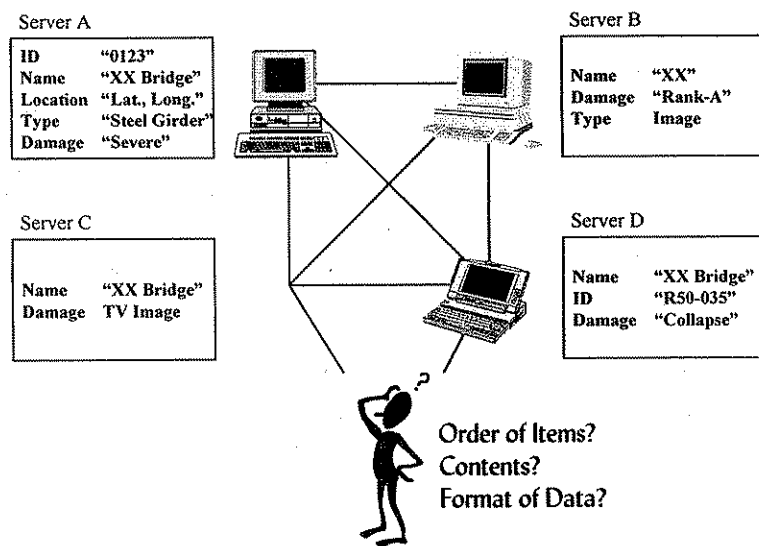 Server A
ID "0123"
Name "XX Bridge"
Location "Lat., Long."
Type "Steel Girder"
Damage "Severe"
Server B
Name "XX"
Damage "Rank-A"
Type Image
Server C
Name "XX Bridge"
Damage TV Image
Server D
Name "XX Bridge"
ID "R50-035"
Damage "Collapse"
?
Order of Items?
Contents?
Format of Data?